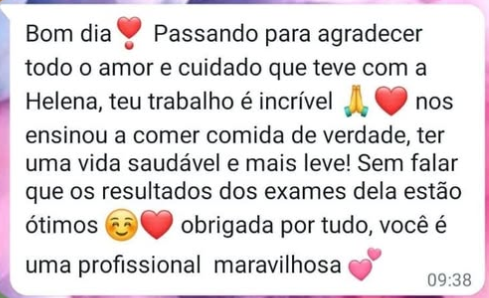 Bom dia❣️ Passando para agradecer
todo o amor e cuidado que teve com a
Helena, teu trabalho é incrível 🙏❤️ nos
ensinou a comer comida de verdade, ter
uma vida saudável e mais leve! Sem falar
que os resultados dos exames dela estão
ótimos ☺️❤️ obrigada por tudo, você é
uma profissional maravilhosa 💕
09:38